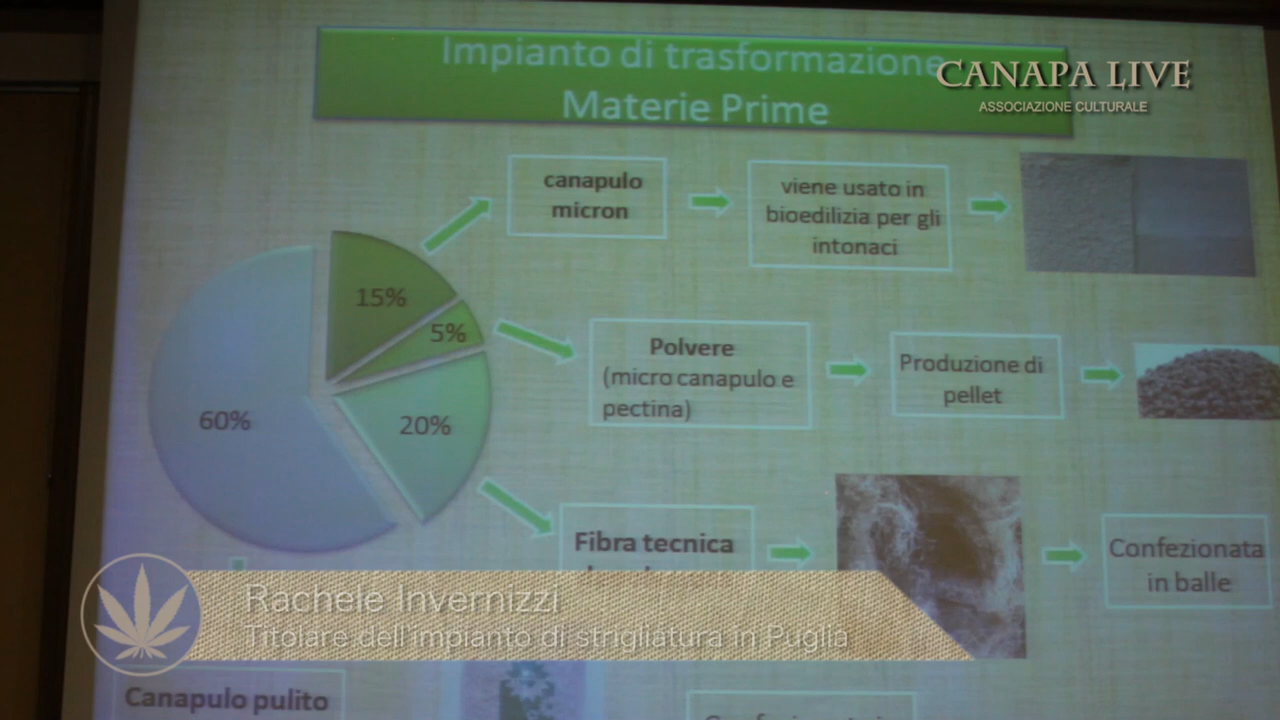 Impianto di trasformazione
Materie Prime
CANAPA LIVE
ASSOCIAZIONE CULTURALE
canapulo
micron
viene usato in
bioedilizia per gli
intonaci
15%
5%
20%
60%
Polvere
(micro canapulo e
pectina)
Produzione di
pellet
Fibra tecnica
Confezionata
in balle
Rachele Invernizzi
Titolare dell'impianto di strigliatura in Puglia
Canapulo pulito